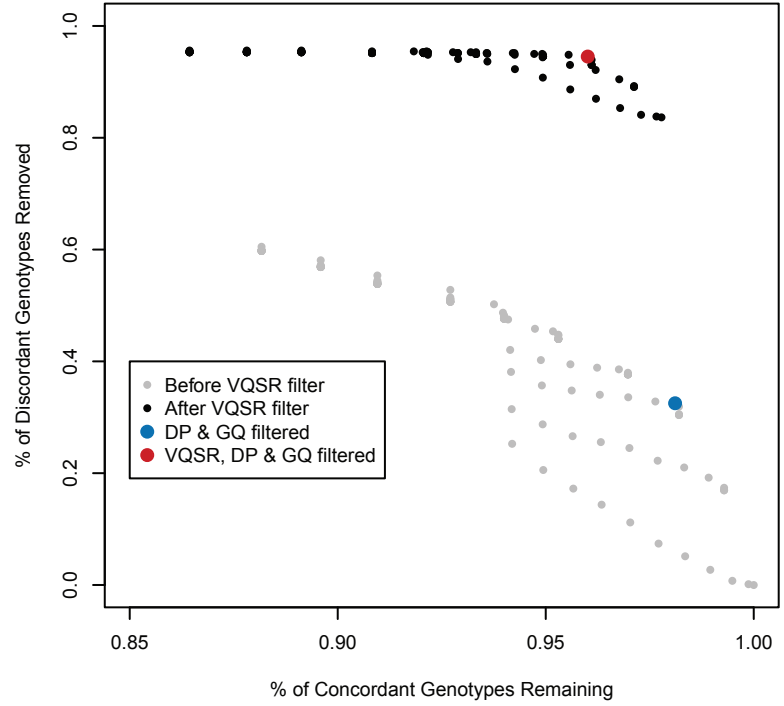 1.0
0.8
0.6
0.4
0.2
0.0
% of Discordant Genotypes Removed
Before VQSR filter
After VQSR filter
DP & GQ filtered
VQSR, DP & GQ filtered
0.85 0.90 0.95 1.00
% of Concordant Genotypes Remaining